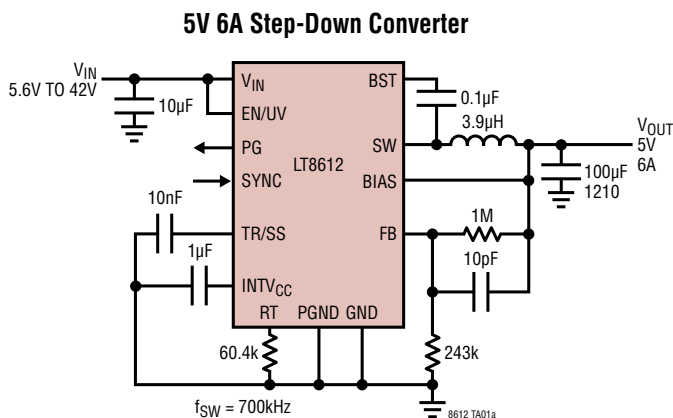 5V 6A Step-Down Converter
VIN
5.6V TO 42V
10µF
VIN
EN/UV
PG
SYNC
TR/SS
INTVCC
RT
PGND
GND
LT8612
BST
SW
BIAS
FB
0.1µF
3.9µH
VOUT
5V
6A
100µF
1210
1M
10pF
243k
10nF
1µF
60.4k
fSW = 700kHz
8612 TA01a